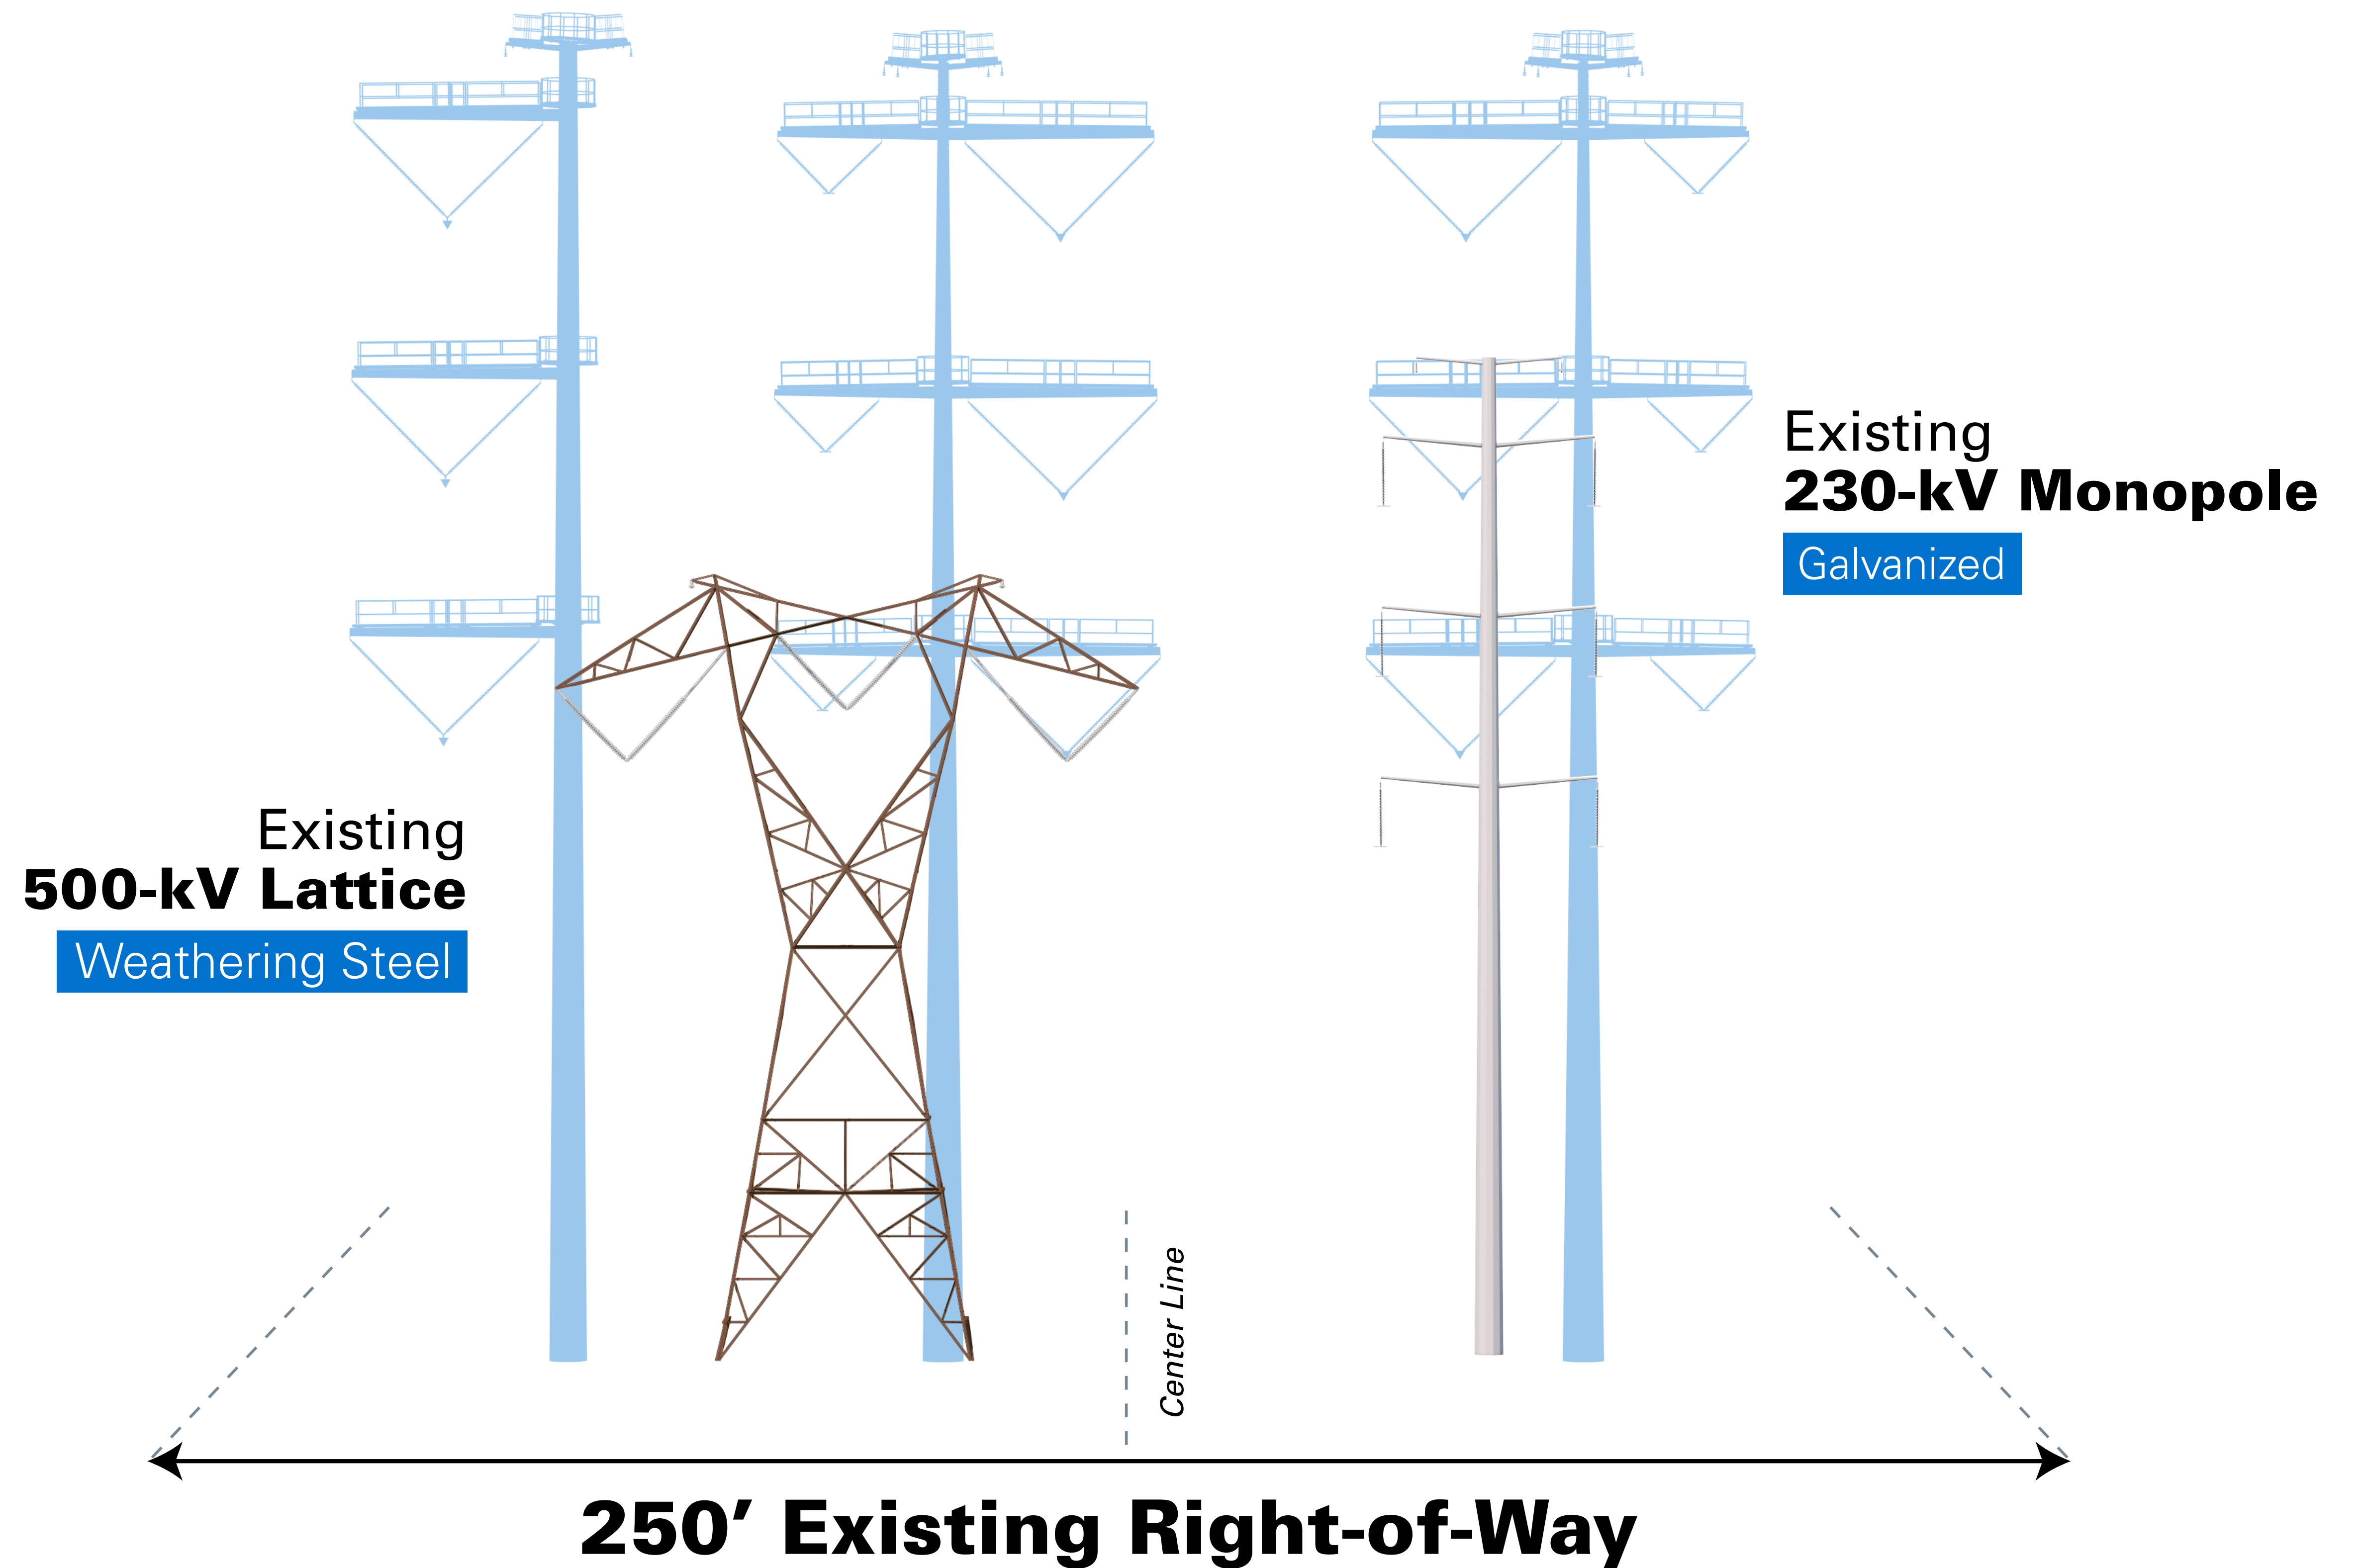 Existing
230-kV Monopole
Galvanized
Existing
500-kV Lattice
Weathering Steel
Center Line
250′ Existing Right-of-Way